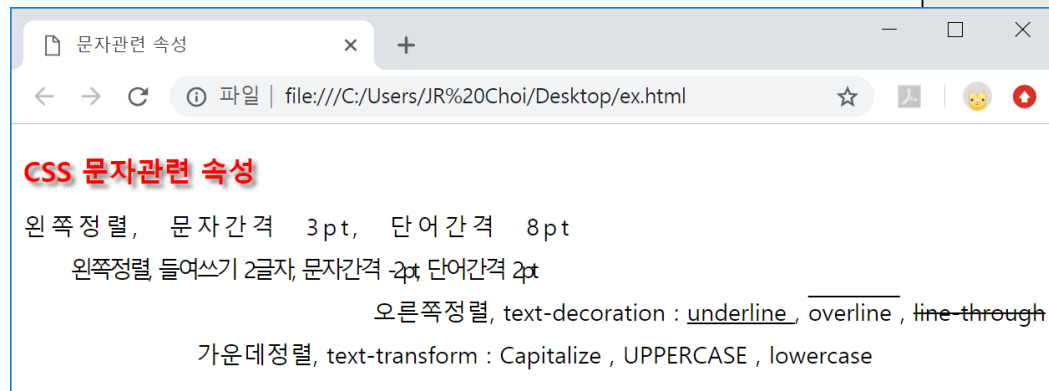 문자관련 속성
파일 | file:///C:/Users/JR%20Choi/Desktop/ex.html
CSS 문자관련 속성
왼쪽정렬, 문자간격 3pt, 단어간격 8pt
왼쪽정렬, 들여쓰기 2글자, 문자간격 -2pt, 단어간격 2pt
오른쪽정렬, text-decoration : underline , overline , line-through
가운데정렬, text-transform : Capitalize , UPPERCASE , lowercase